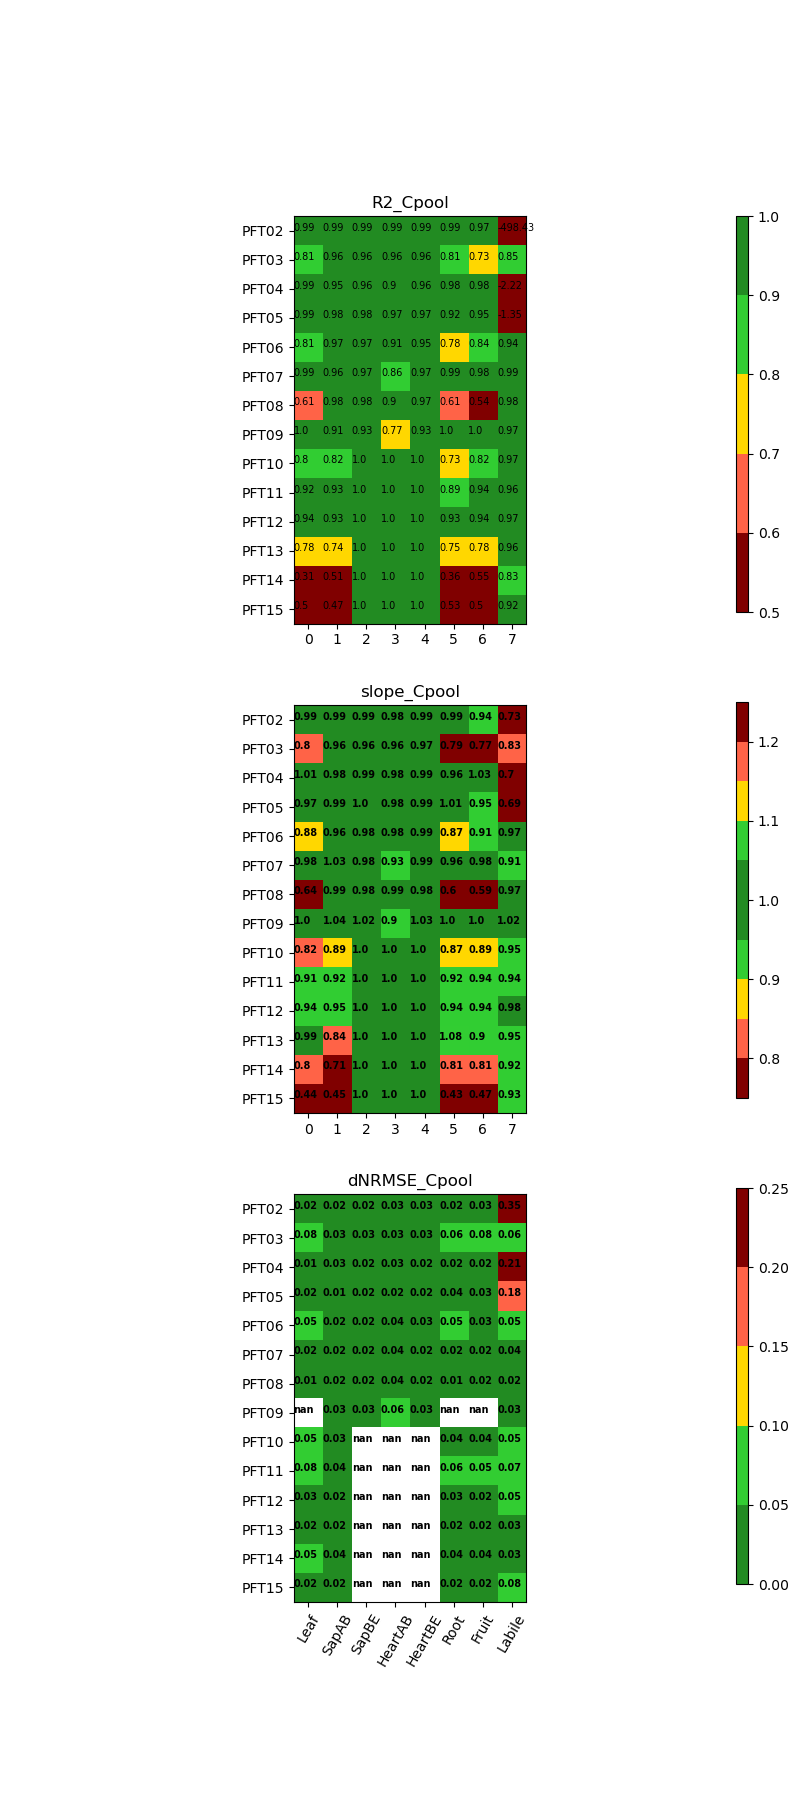 R2_Cpool
PFT02 0.99 0.99 0.99 0.99 0.99 0.99 0.97 -498.43
PFT03 0.81 0.96 0.96 0.96 0.96 0.81 0.73 0.85
PFT04 0.99 0.95 0.96 0.9 0.96 0.98 0.98 -2.22
PFT05 0.99 0.98 0.98 0.97 0.97 0.92 0.95 -1.35
PFT06 0.81 0.97 0.97 0.91 0.95 0.78 0.84 0.94
PFT07 0.99 0.96 0.97 0.86 0.97 0.99 0.98 0.99
PFT08 0.61 0.98 0.98 0.9 0.97 0.61 0.54 0.98
PFT09 1.0 0.91 0.93 0.77 0.93 1.0 1.0 0.97
PFT10 0.8 0.82 1.0 1.0 1.0 0.73 0.82 0.97
PFT11 0.92 0.93 1.0 1.0 1.0 0.89 0.94 0.96
PFT12 0.94 0.93 1.0 1.0 1.0 0.93 0.94 0.97
PFT13 0.78 0.74 1.0 1.0 1.0 0.75 0.78 0.96
PFT14 0.31 0.51 1.0 1.0 1.0 0.36 0.55 0.83
PFT15 0.5 0.47 1.0 1.0 1.0 0.53 0.5 0.92
0 1 2 3 4 5 6 7
1.0
0.9
0.8
0.7
0.6
0.5
slope_Cpool
PFT02 0.99 0.99 0.99 0.98 0.99 0.99 0.94 0.73
PFT03 0.8 0.96 0.96 0.96 0.97 0.79 0.77 0.83
PFT04 1.01 0.98 0.99 0.98 0.99 0.96 1.03 0.7
PFT05 0.97 0.99 1.0 0.98 0.99 1.01 0.95 0.69
PFT06 0.88 0.96 0.98 0.98 0.99 0.87 0.91 0.97
PFT07 0.98 1.03 0.98 0.93 0.99 0.96 0.98 0.91
PFT08 0.64 0.99 0.98 0.99 0.98 0.6 0.59 0.97
PFT09 1.0 1.04 1.02 0.9 1.03 1.0 1.0 1.02
PFT10 0.82 0.89 1.0 1.0 1.0 0.87 0.89 0.95
PFT11 0.91 0.92 1.0 1.0 1.0 0.92 0.94 0.94
PFT12 0.94 0.95 1.0 1.0 1.0 0.94 0.94 0.98
PFT13 0.99 0.84 1.0 1.0 1.0 1.08 0.9 0.95
PFT14 0.8 0.71 1.0 1.0 1.0 0.81 0.81 0.92
PFT15 0.44 0.45 1.0 1.0 1.0 0.43 0.47 0.93
0 1 2 3 4 5 6 7
1.2
1.1
1.0
0.9
0.8
dNRMSE_Cpool
PFT02 0.02 0.02 0.02 0.03 0.03 0.02 0.03 0.35
PFT03 0.08 0.03 0.03 0.03 0.03 0.06 0.08 0.06
PFT04 0.01 0.03 0.02 0.03 0.02 0.02 0.02 0.21
PFT05 0.02 0.01 0.02 0.02 0.02 0.04 0.03 0.18
PFT06 0.05 0.02 0.02 0.04 0.03 0.05 0.03 0.05
PFT07 0.02 0.02 0.02 0.04 0.02 0.02 0.02 0.04
PFT08 0.01 0.02 0.02 0.04 0.02 0.01 0.02 0.02
PFT09 nan 0.03 0.03 0.06 0.03 nan nan 0.03
PFT10 0.05 0.03 nan nan nan 0.04 0.04 0.05
PFT11 0.08 0.04 nan nan nan 0.06 0.05 0.07
PFT12 0.03 0.02 nan nan nan 0.03 0.02 0.05
PFT13 0.02 0.02 nan nan nan 0.02 0.02 0.03
PFT14 0.05 0.04 nan nan nan 0.04 0.04 0.03
PFT15 0.02 0.02 nan nan nan 0.02 0.02 0.08
Leaf SapAB SapBE HeartAB HeartBE Root Fruit Labile
0.25
0.20
0.15
0.10
0.05
0.00